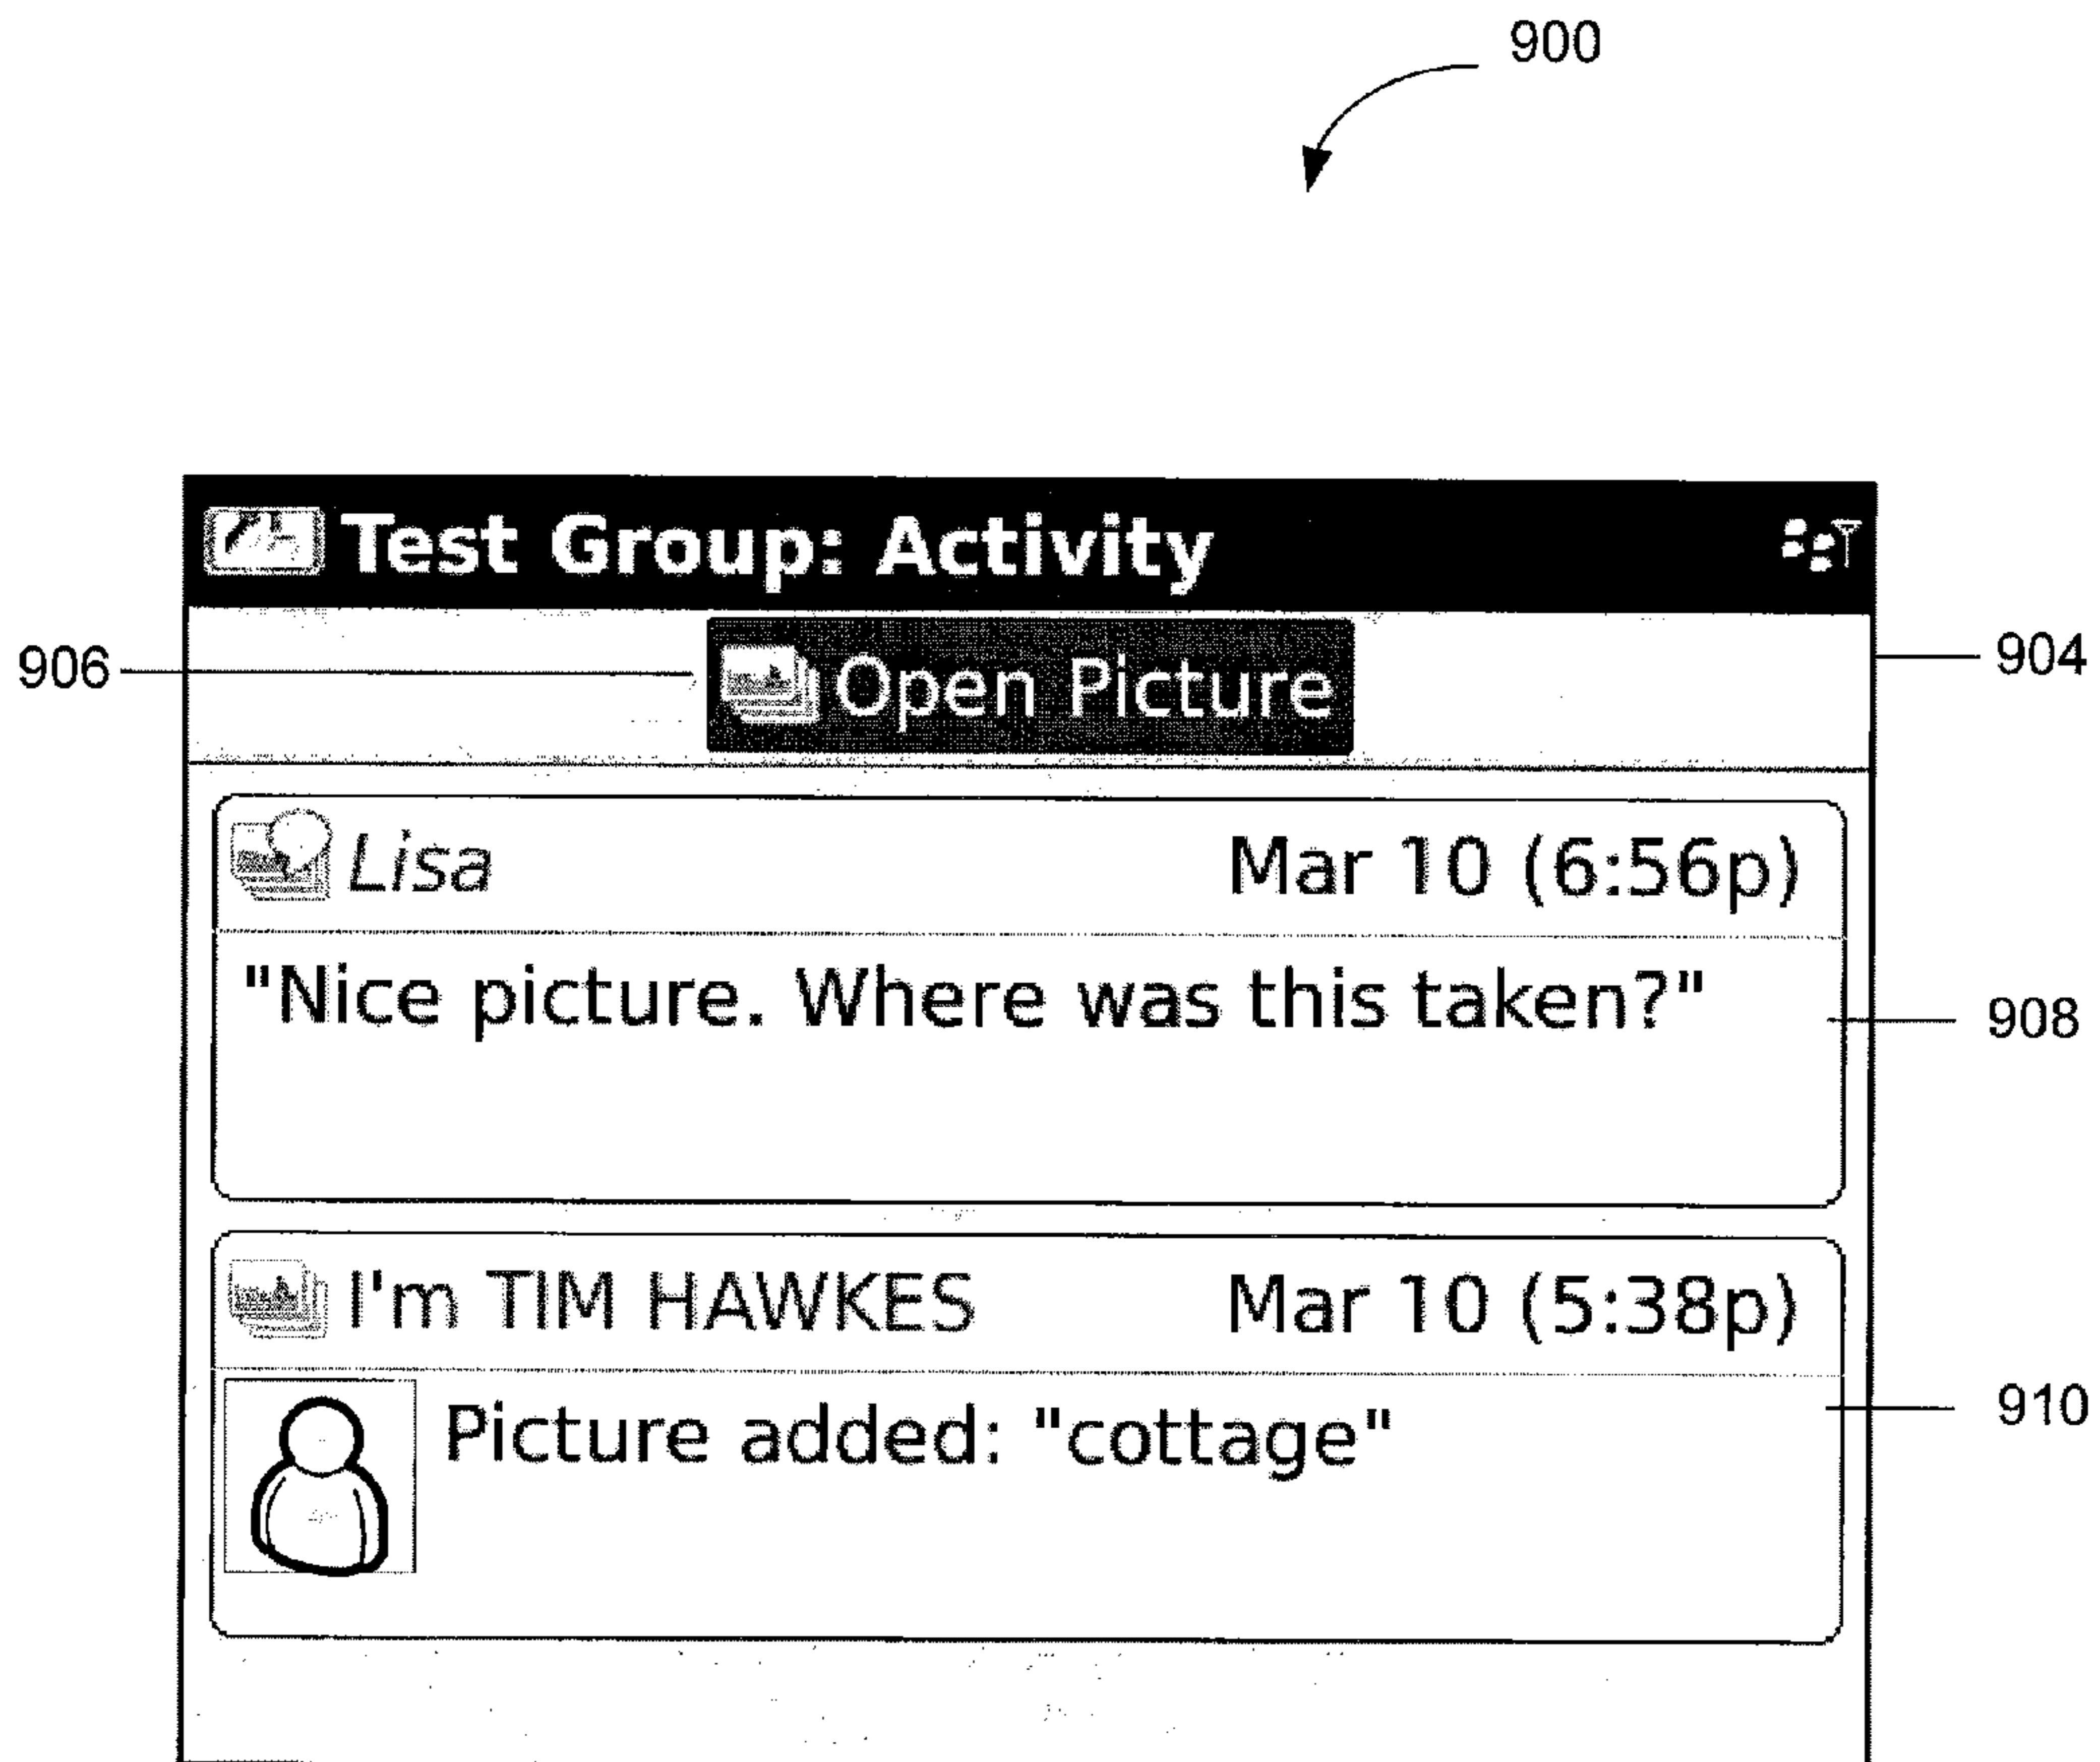 900
Test Group: Activity
906
Open Picture
904
Lisa Mar 10 (6:56p)
"Nice picture. Where was this taken?"
908
I'm TIM HAWKES Mar 10 (5:38p)
Picture added: "cottage"
910